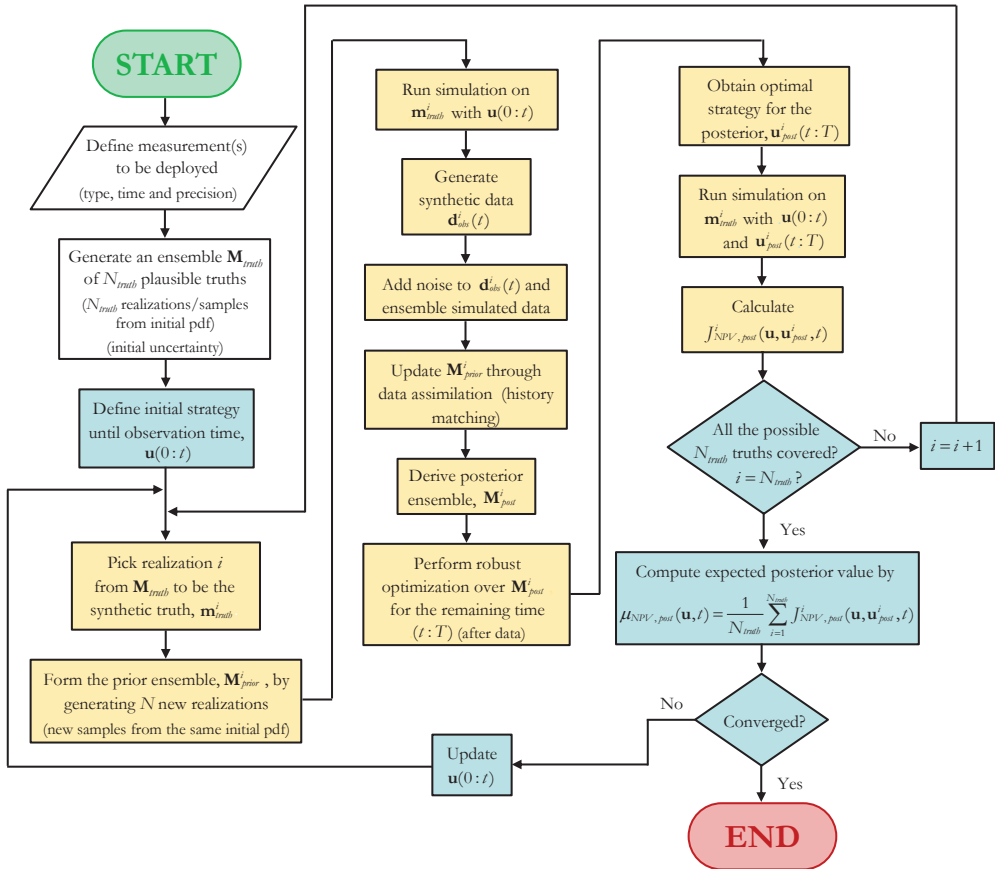 START
Define measurement(s)
to be deployed
(type, time and precision)
Generate an ensemble M_truth
of N_truth plausible truths
(N_truth realizations/samples
from initial pdf)
(initial uncertainty)
Define initial strategy
until observation time,
u(0:t)
Pick realization i
from M_truth to be the
synthetic truth, m^i_truth
Form the prior ensemble, M^i_prior , by
generating N new realizations
(new samples from the same initial pdf)
Run simulation on
m^i_truth with u(0:t)
Generate
synthetic data
d^i_obs(t)
Add noise to d^i_obs(t) and
ensemble simulated data
Update M^i_prior through
data assimilation (history
matching)
Derive posterior
ensemble, M^i_post
Perform robust
optimization over M^i_post
for the remaining time
(t:T) (after data)
Obtain optimal
strategy for the
posterior, u^i_post(t:T)
Run simulation on
m^i_truth with u(0:t)
and u^i_post(t:T)
Calculate
J^i_NPV,post(u,u^i_post,t)
All the possible
N_truth truths covered?
i = N_truth ?
No
i = i+1
Yes
Compute expected posterior value by
μ_NPV,post(u,t) = 1/N_truth ∑_{i=1}^{N_truth} J^i_NPV,post(u,u^i_post,t)
Converged?
No
Update
u(0:t)
Yes
END